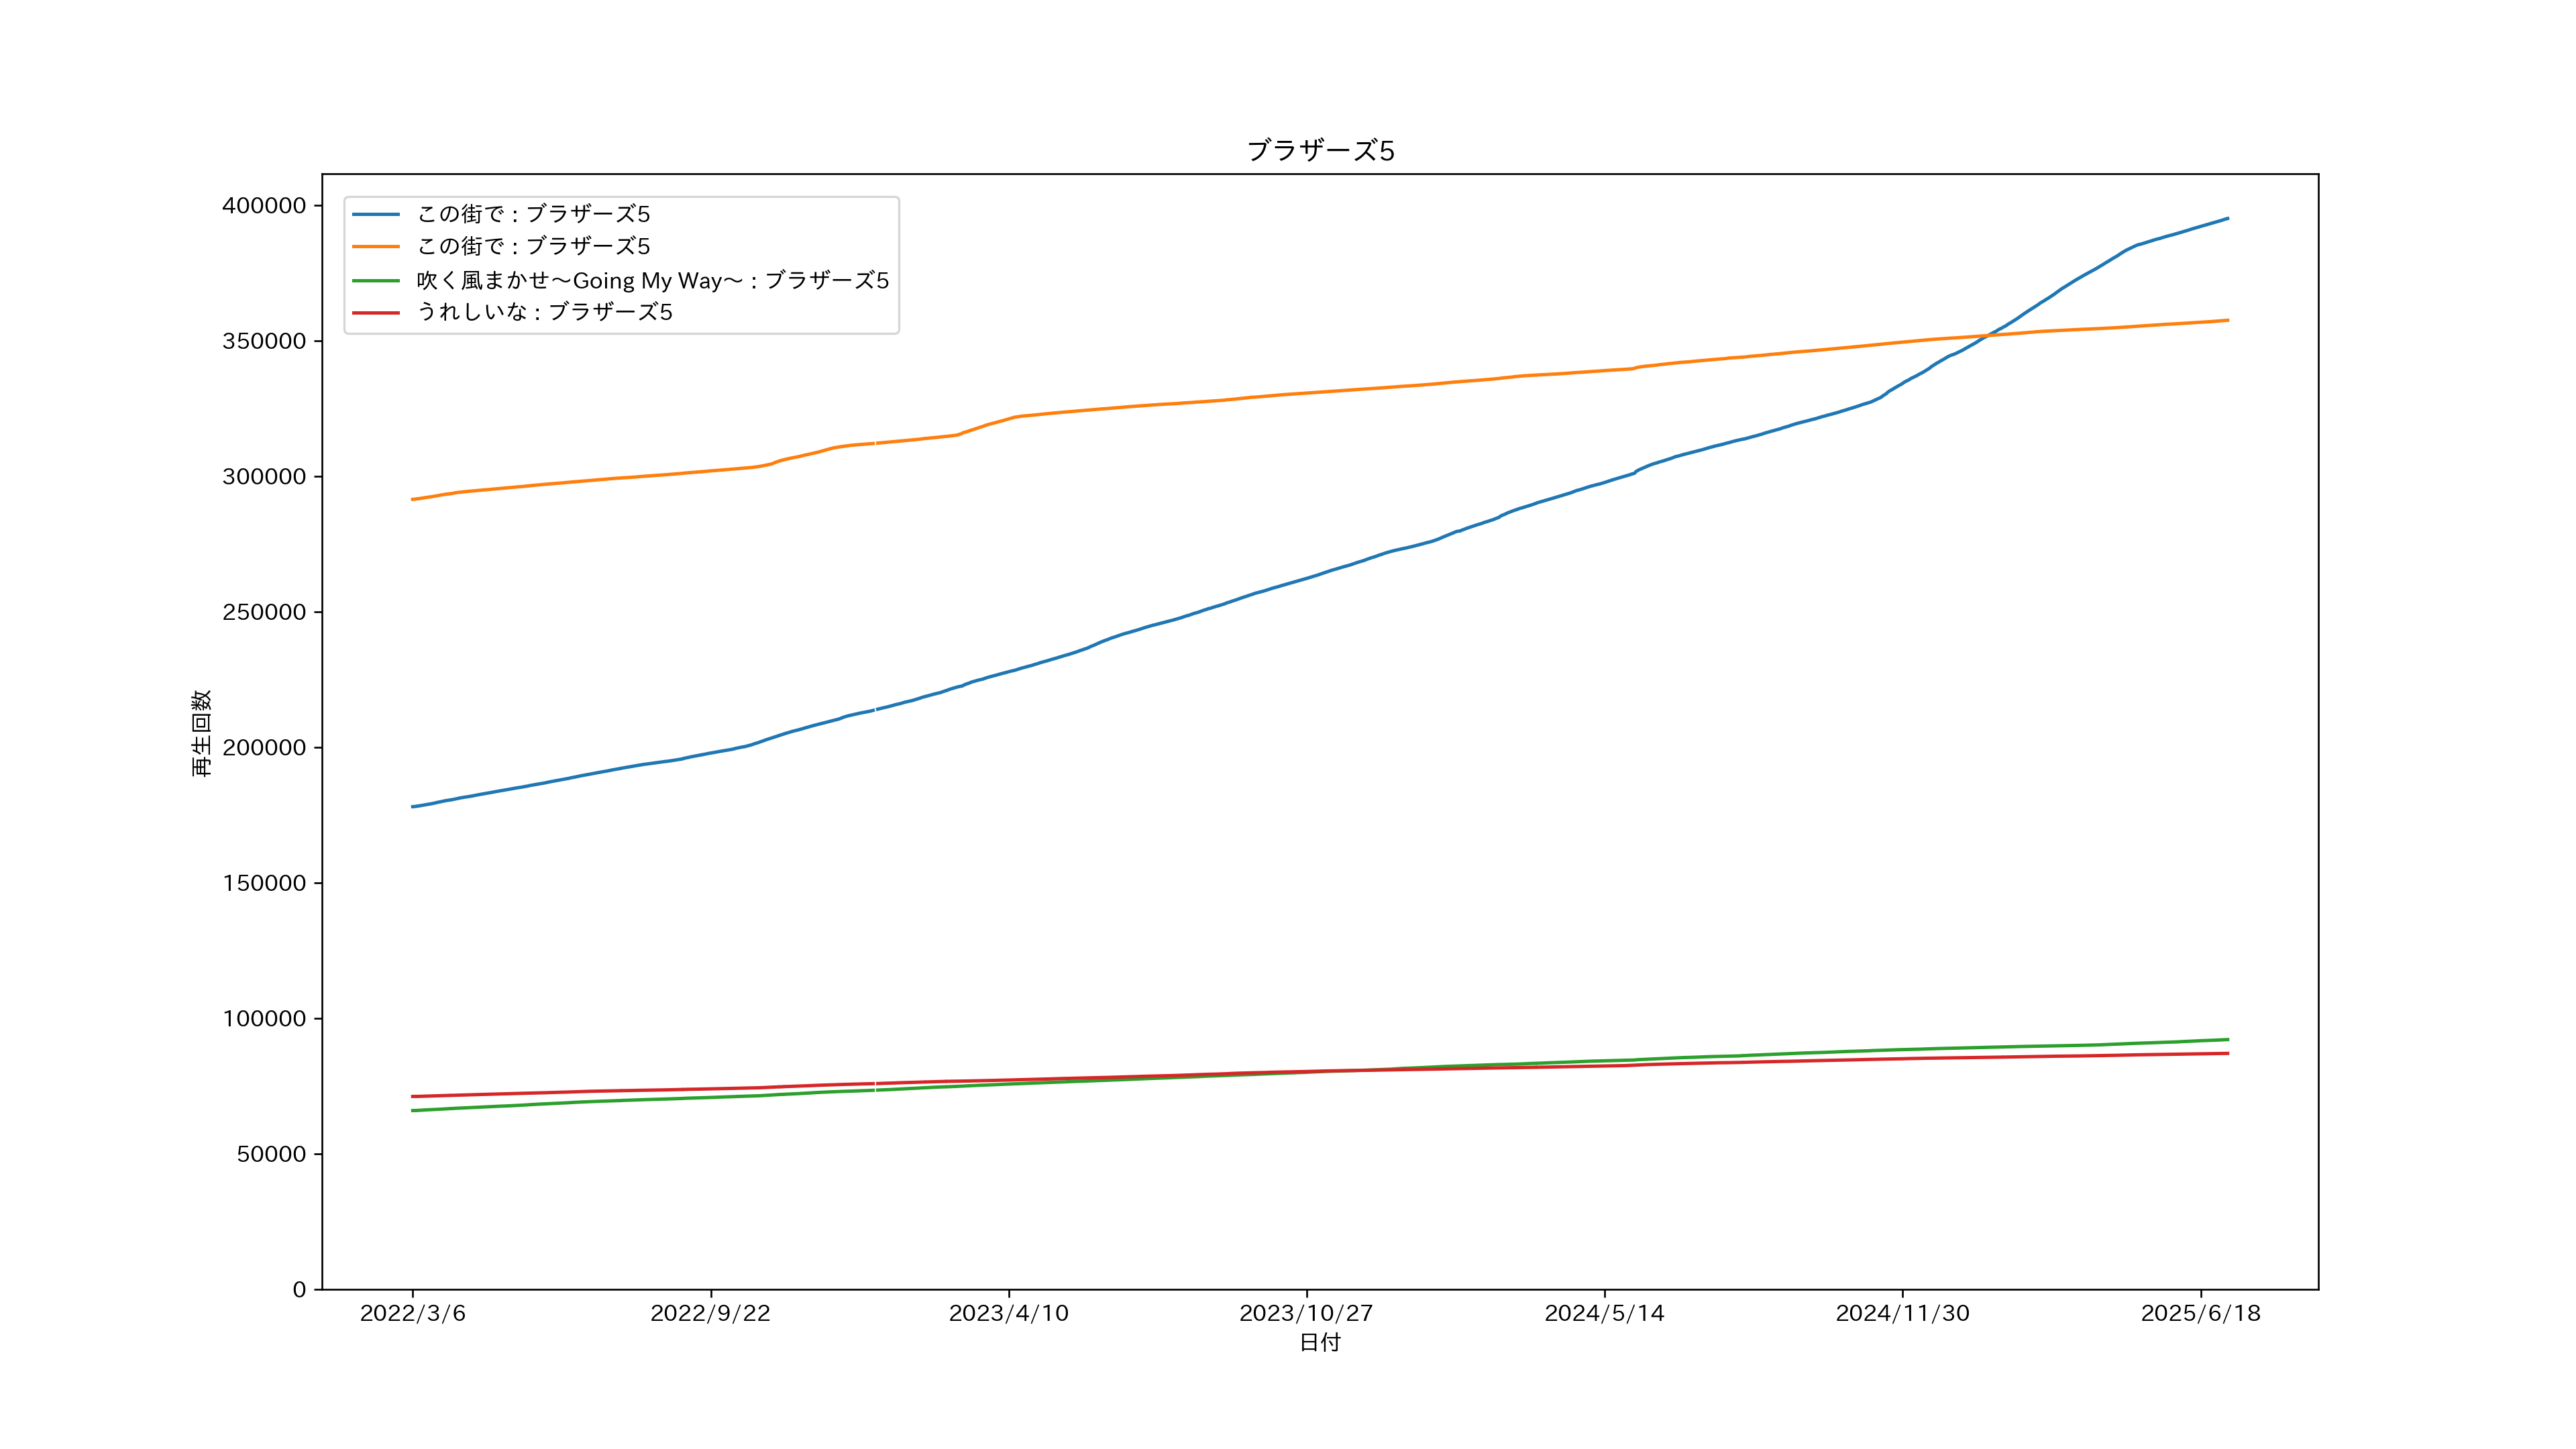 ブラザーズ5
この街で : ブラザーズ5
この街で : ブラザーズ5
吹く風まかせ〜Going My Way〜 : ブラザーズ5
うれしいな : ブラザーズ5
400000
350000
300000
250000
200000
150000
100000
50000
0
再生回数
2022/3/6
2022/9/22
2023/4/10
2023/10/27
2024/5/14
2024/11/30
2025/6/18
日付